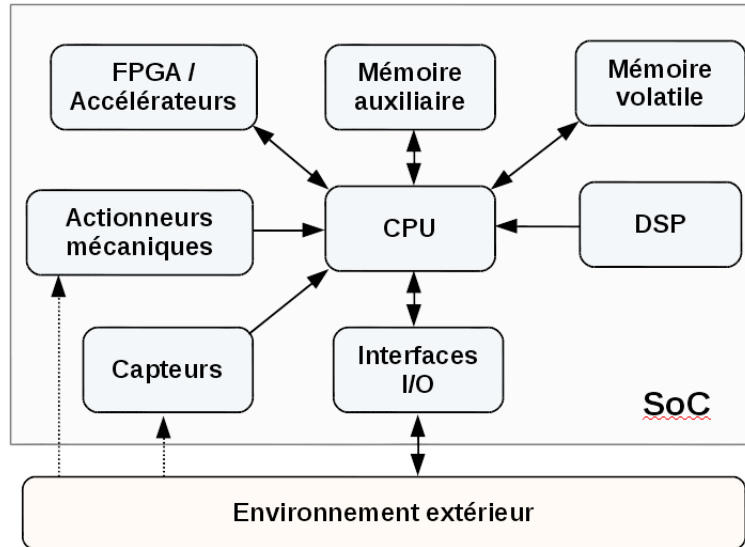 FPGA /
Accélérateurs
Mémoire
auxiliaire
Mémoire
volatile
Actionneurs
mécaniques
CPU
DSP
Capteurs
Interfaces
I/O
SoC
Environnement extérieur